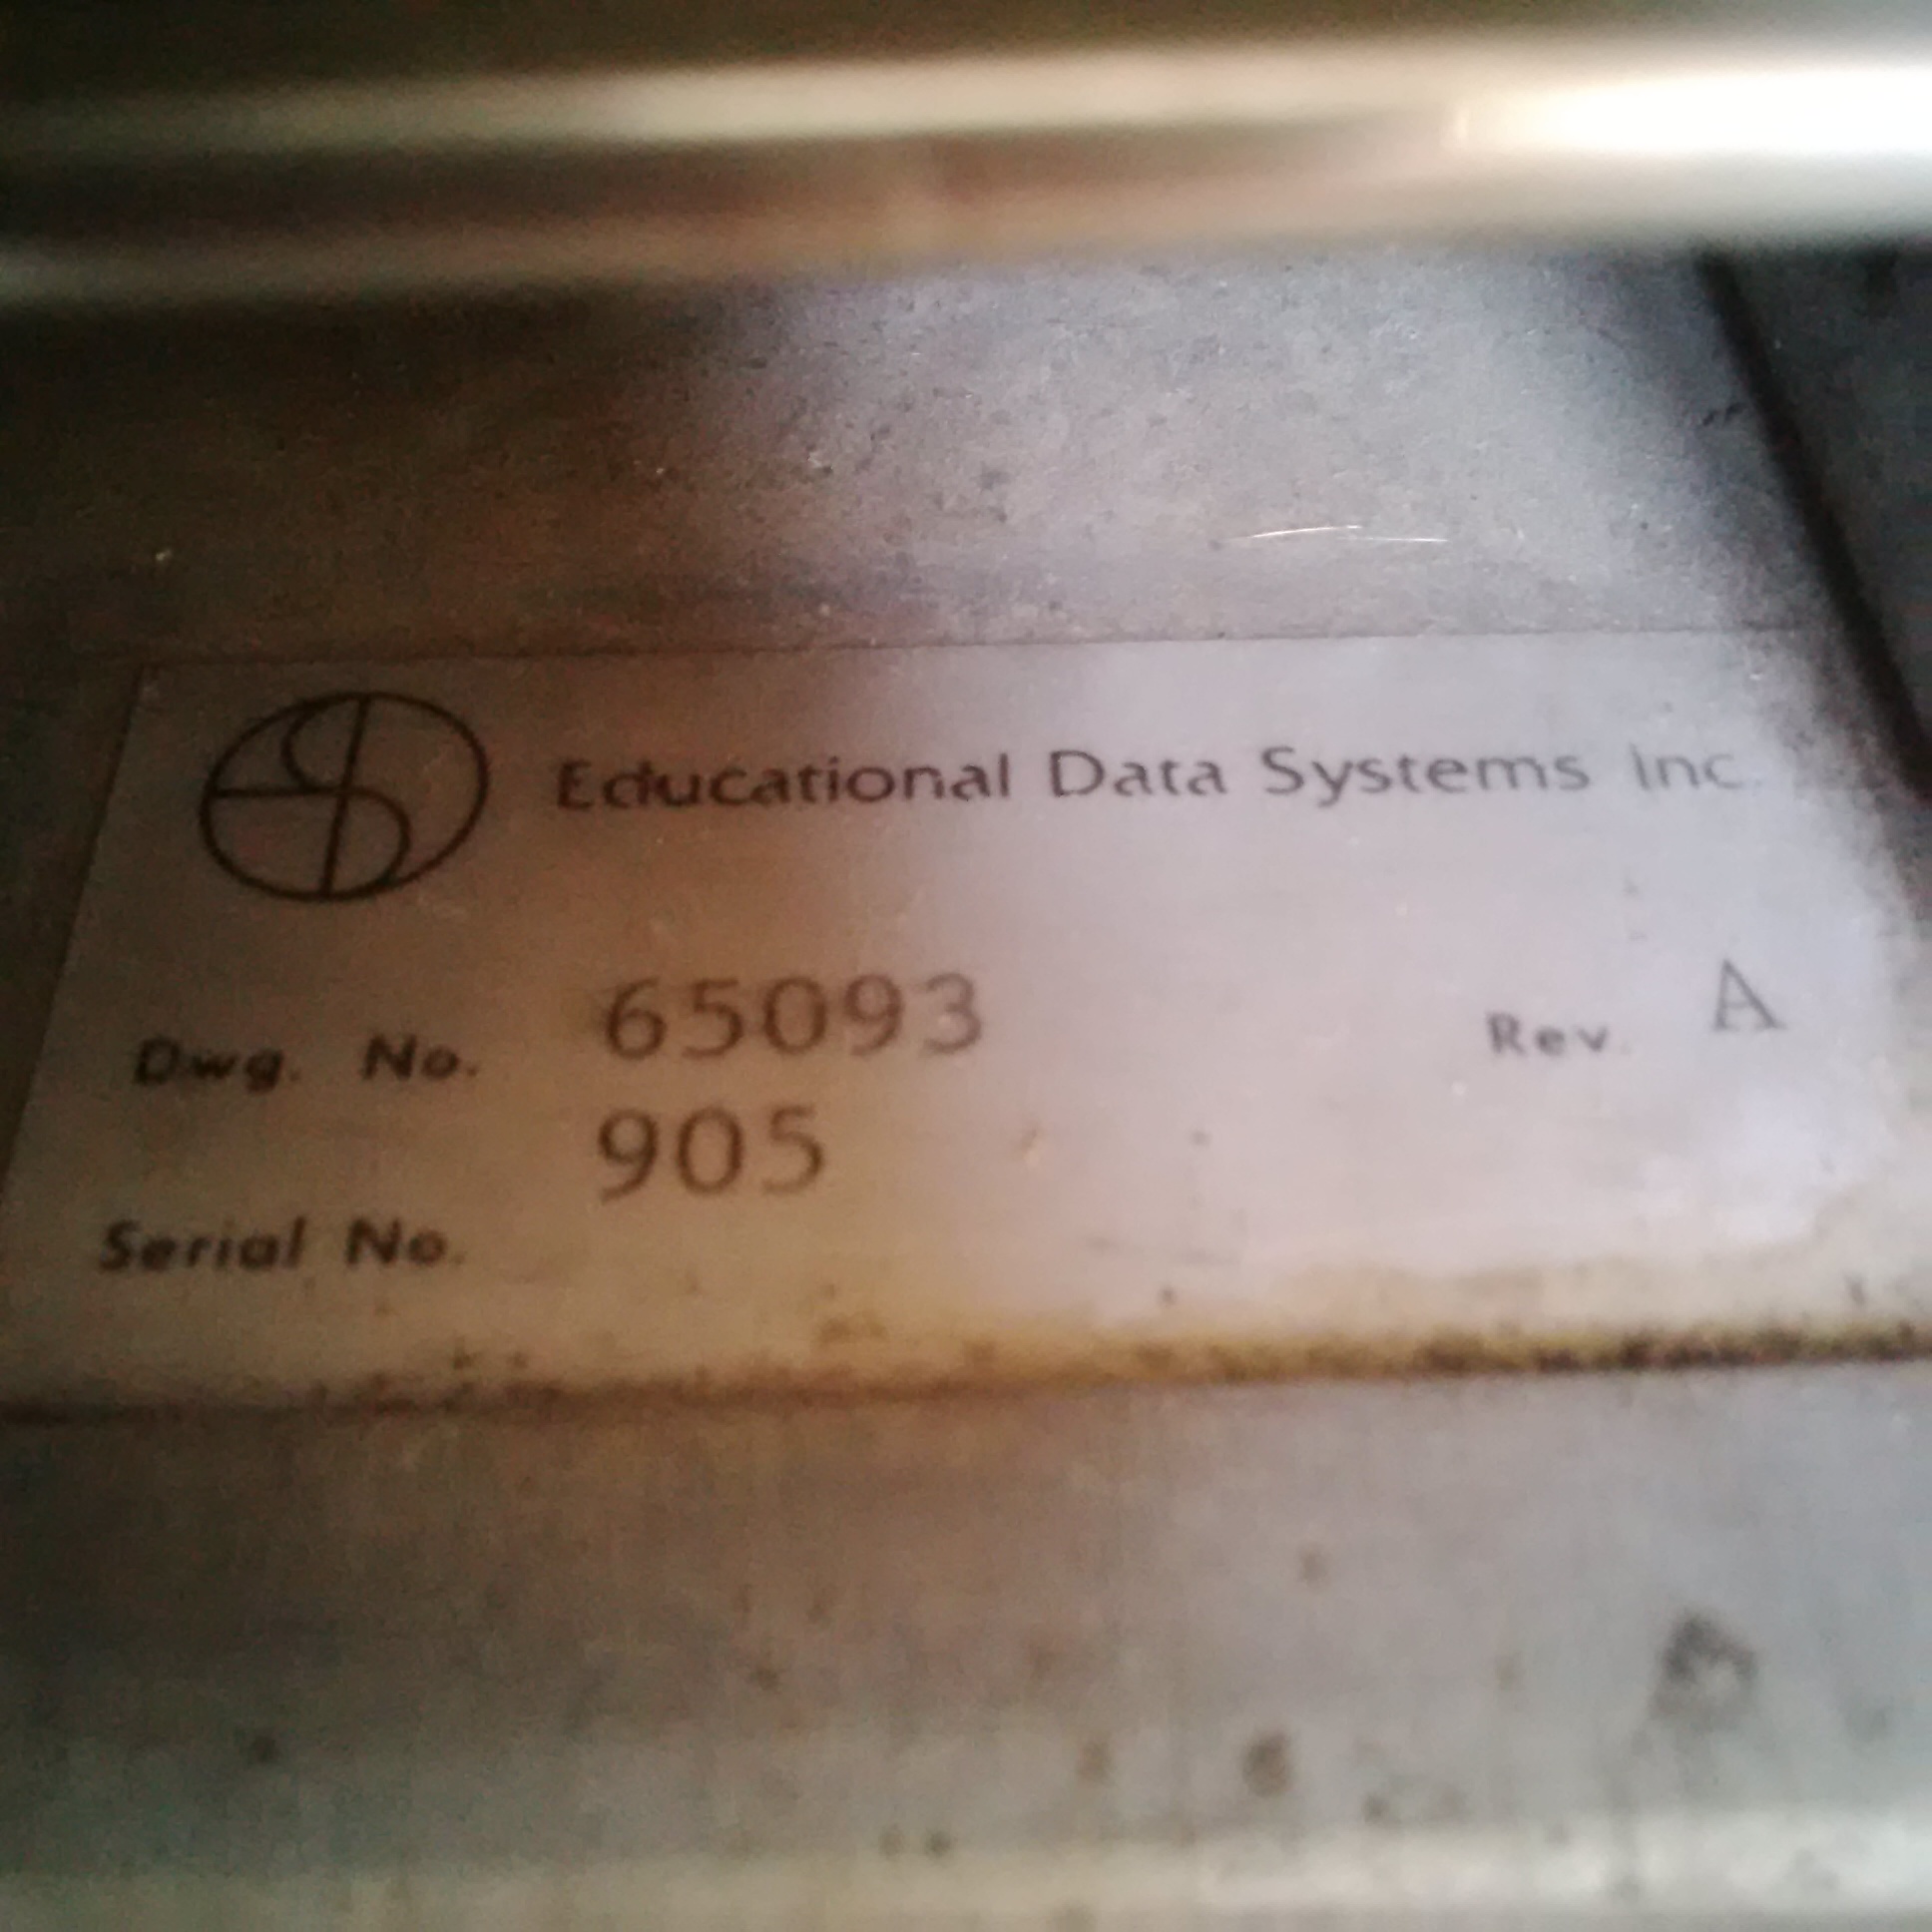 Educational Data Systems Inc.
Dwg. No. 65093 Rev. A
905
Serial No.